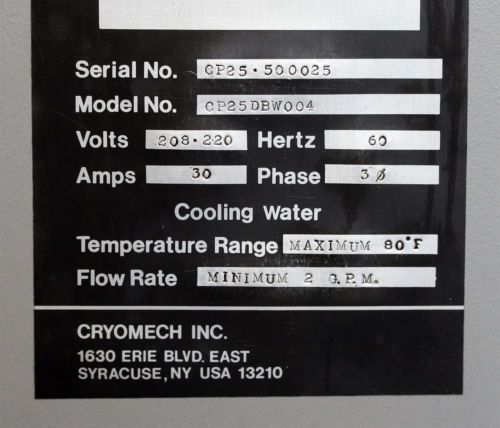 Serial No. CP25·500025
Model No. CP25DBW004
Volts 208·220 Hertz 60
Amps 30 Phase 3ø
Cooling Water
Temperature Range MAXIMUM 80°F
Flow Rate MINIMUM 2 G.P.M.
CRYOMECH INC.
1630 ERIE BLVD. EAST
SYRACUSE, NY USA 13210